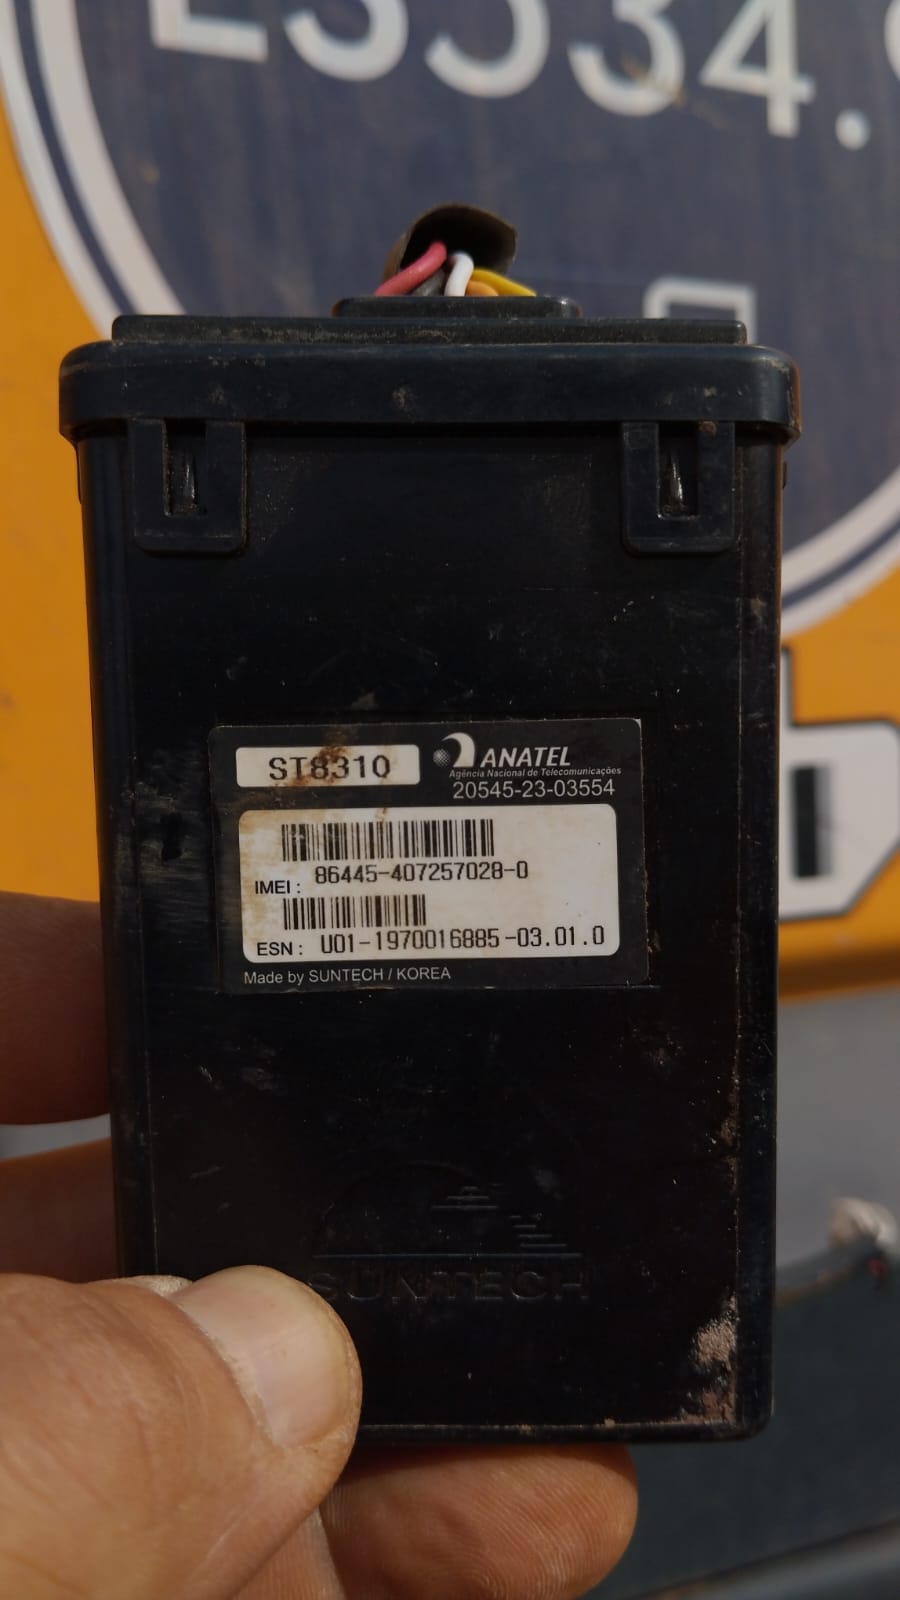 ST8310
ANATEL
Agência Nacional de Telecomunicações
20545-23-03554
IMEI : 86445-407257028-0
ESN : U01-1970016885-03.01.0
Made by SUNTECH / KOREA
SUNTECH